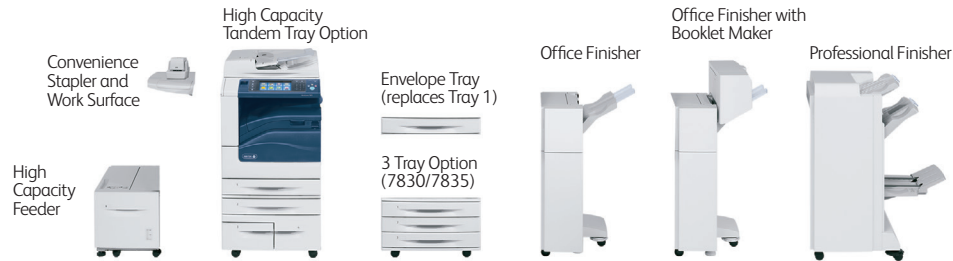 Convenience
Stapler and
Work Surface
High
Capacity
Feeder
High Capacity
Tandem Tray Option
Envelope Tray
(replaces Tray 1)
3 Tray Option
(7830/7835)
Office Finisher
Office Finisher with
Booklet Maker
Professional Finisher